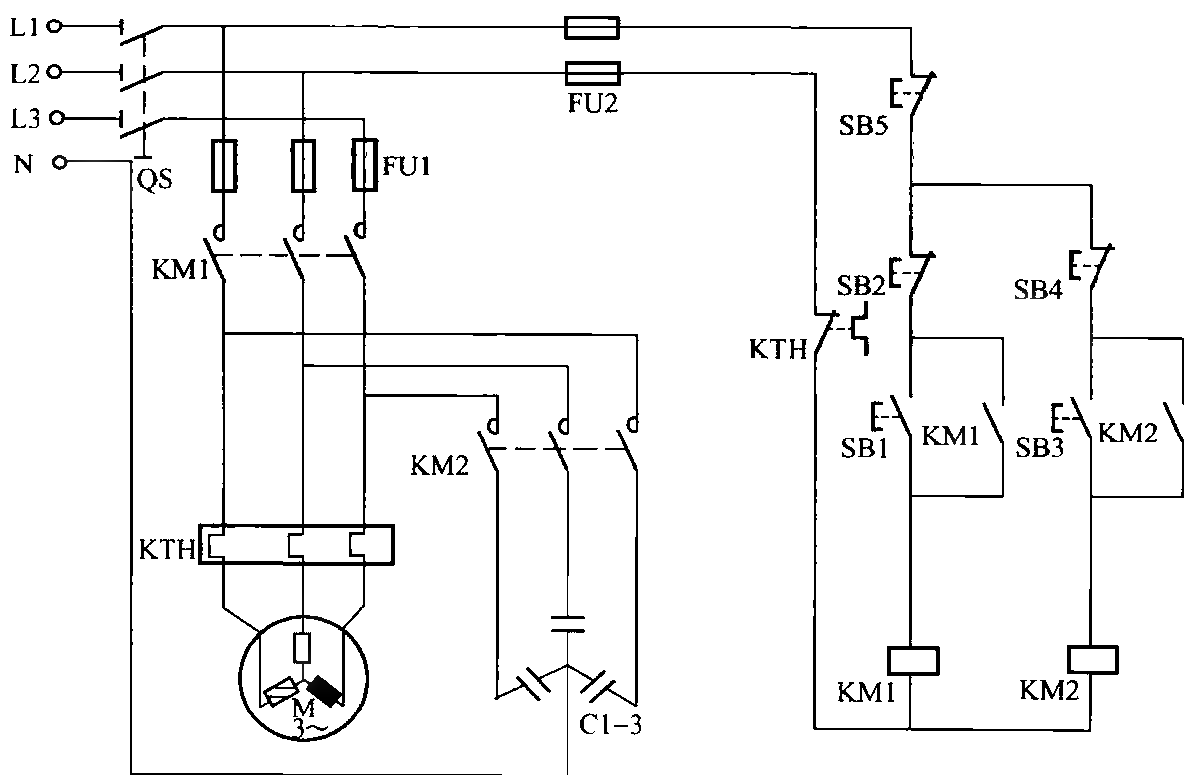 L1
L2
L3
N
QS
FU2
FU1
SB5
KM1
SB2
SB4
KTH
KM2
SB1
KM1
SB3
KM2
KTH
M
3~
C1-3
KM1
KM2